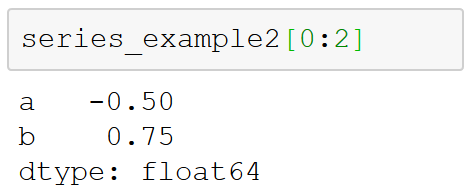 series_example2[0:2]
a   -0.50
b    0.75
dtype: float64